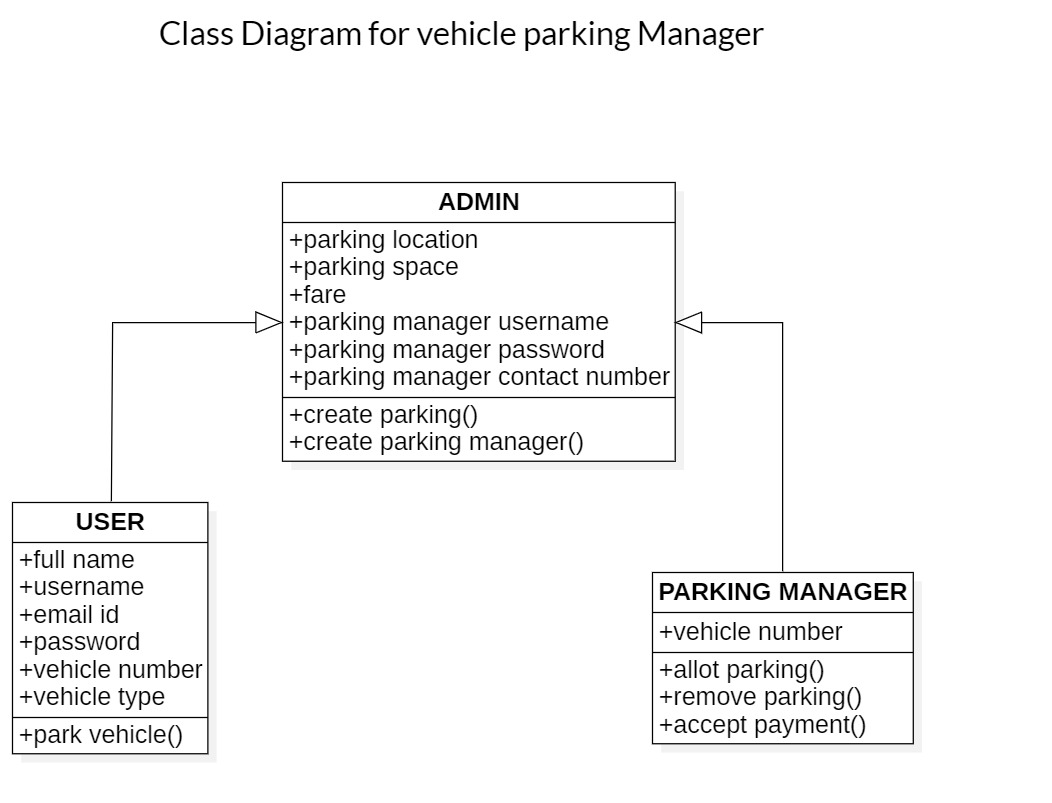 Class Diagram for vehicle parking Manager
ADMIN
+parking location
+parking space
+fare
+parking manager username
+parking manager password
+parking manager contact number
+create parking()
+create parking manager()
USER
+full name
+username
+email id
+password
+vehicle number
+vehicle type
+park vehicle()
PARKING MANAGER
+vehicle number
+allot parking()
+remove parking()
+accept payment()